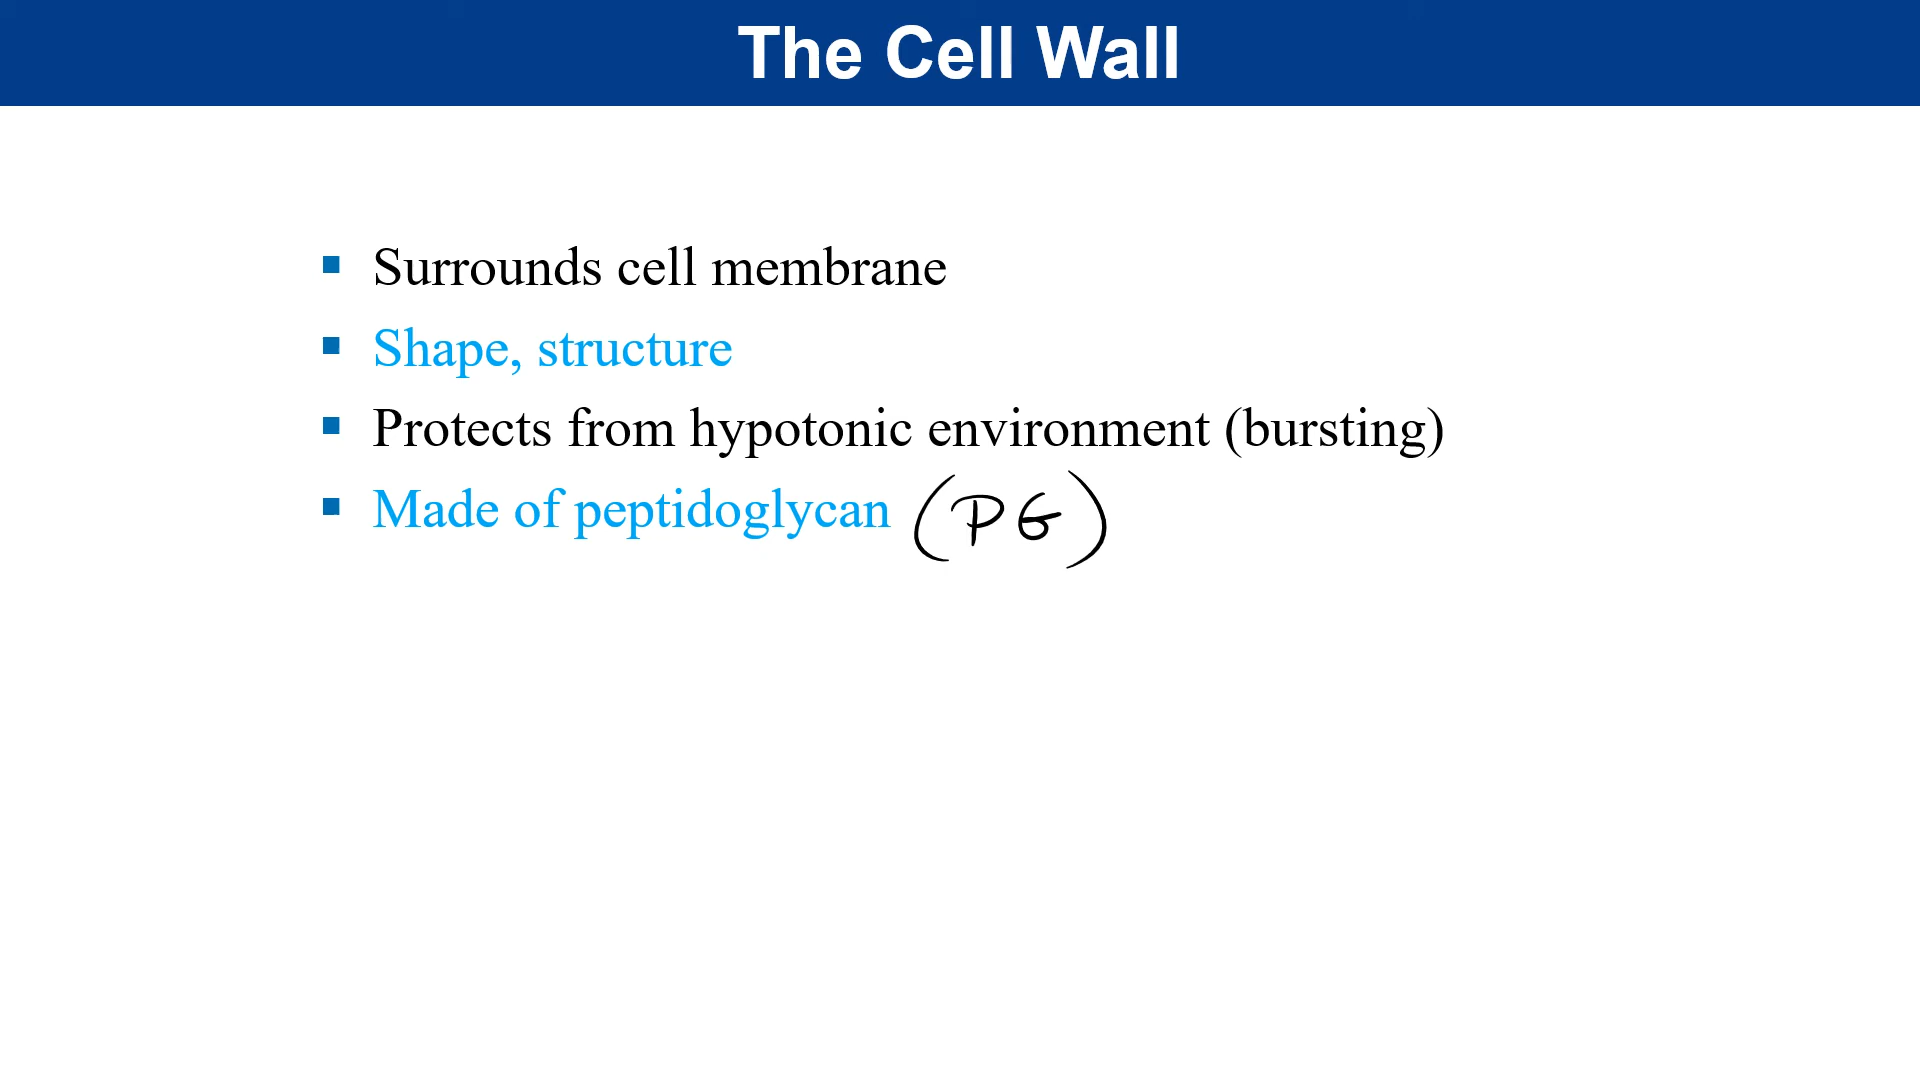 The Cell Wall
▪ Surrounds cell membrane
▪ Shape, structure
▪ Protects from hypotonic environment (bursting)
▪ Made of peptidoglycan (PG)